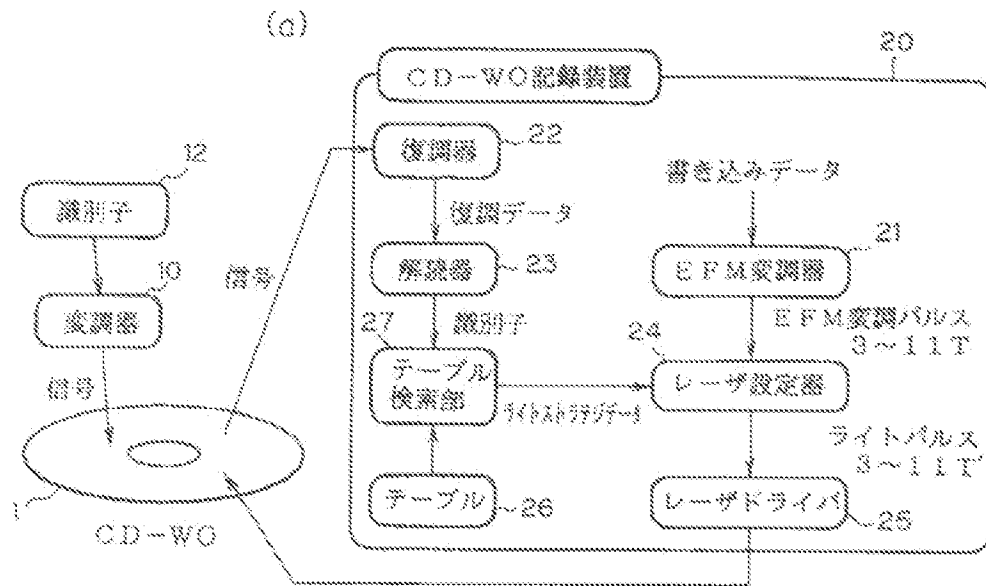 (a)
20
CD-WO記録装置
22
復調器
12
識別子
書き込みデータ
復調データ
21
10
信号
解読器
23
EFM変調器
変調器
識別子
EFM変調パルス
3~11T
27
24
信号
テーブル
検索部
レーザ設定器
ライトストラテジデータ
ライトパルス
3~11T'
1
テーブル
26
レーザドライバ
25
CD-WO